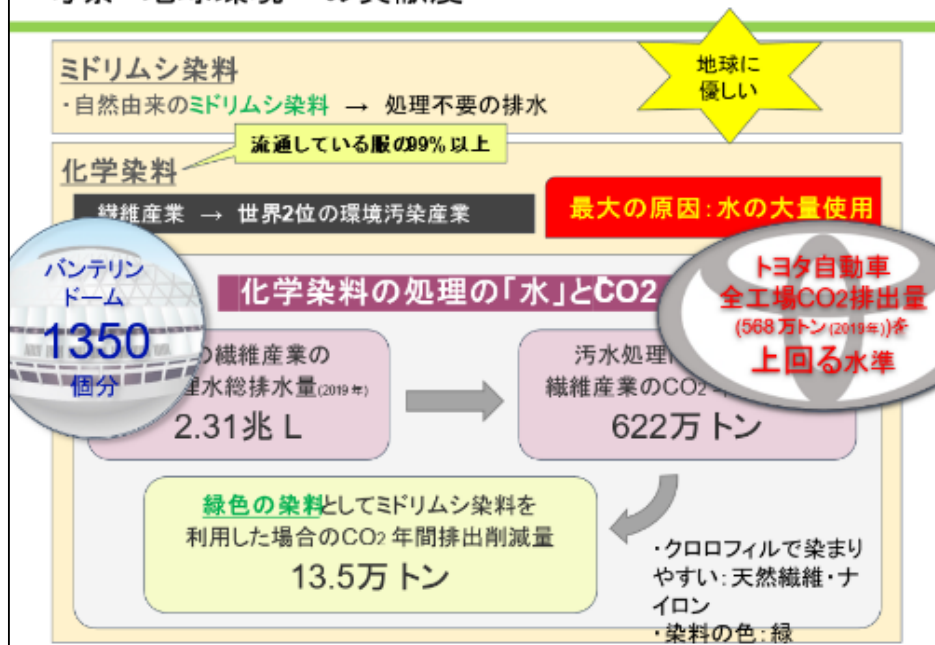 ミドリムシ染料
・自然由来のミドリムシ染料 → 処理不要の排水
地球に
優しい
流通している服の99%以上
化学染料
繊維産業 → 世界2位の環境汚染産業
最大の原因：水の大量使用
バンテリン
ドーム
1350
個分
化学染料の処理の「水」とCO2
トヨタ自動車
全工場CO2排出量
(568万トン(2019年))を
上回る水準
の繊維産業の
理水総排水量(2019年)
2.31兆 L
汚水処理
繊維産業のCO2
622万トン
緑色の染料としてミドリムシ染料を
利用した場合のCO2 年間排出削減量
13.5万トン
・クロロフィルで染まり
やすい：天然繊維・ナ
イロン
・染料の色：緑